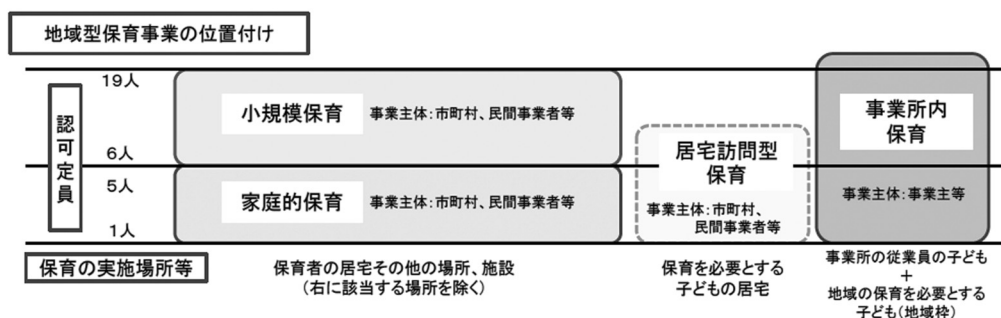 地域型保育事業の位置付け
認可定員
19人
6人
5人
1人
小規模保育
事業主体：市町村、民間事業者等
家庭的保育
事業主体：市町村、民間事業者等
居宅訪問型
保育
事業主体：市町村、
民間事業者等
事業所内
保育
事業主体：事業主等
保育の実施場所等
保育者の居宅その他の場所、施設
（右に該当する場所を除く）
保育を必要とする
子どもの居宅
事業所の従業員の子ども
＋
地域の保育を必要とする
子ども（地域枠）